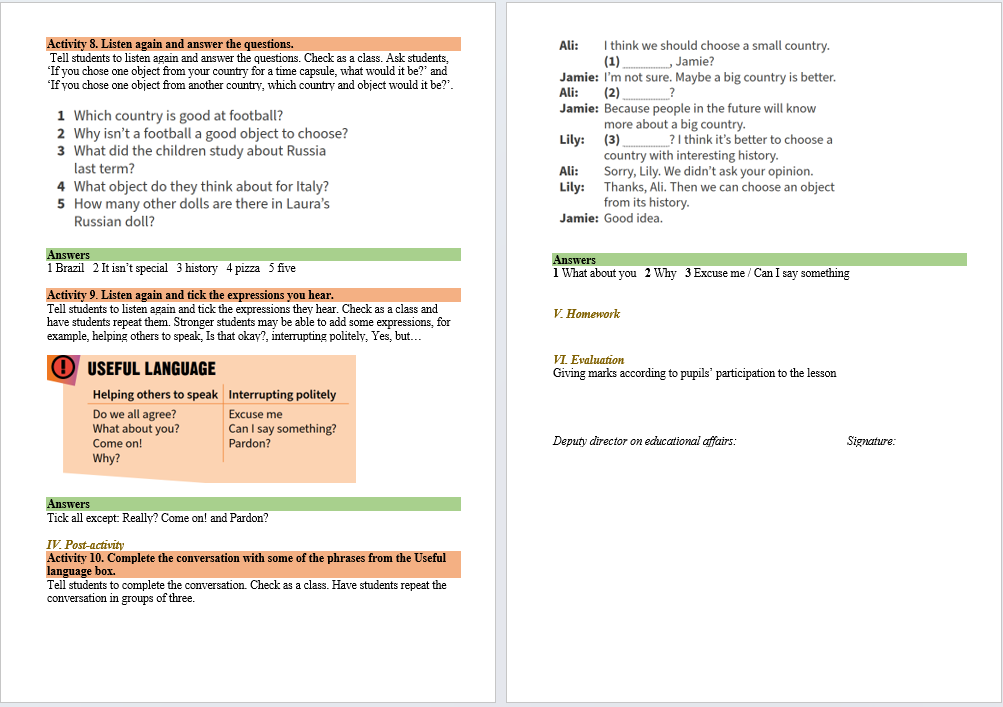 Activity 8. Listen again and answer the questions.
Tell students to listen again and answer the questions. Check as a class. Ask students,
‘If you chose one object from your country for a time capsule, what would it be?’ and
‘If you chose one object from another country, which country and object would it be?’.
1 Which country is good at football?
2 Why isn’t a football a good object to choose?
3 What did the children study about Russia
last term?
4 What object do they think about for Italy?
5 How many other dolls are there in Laura’s
Russian doll?
Answers
1 Brazil 2 It isn’t special 3 history 4 pizza 5 five
Activity 9. Listen again and tick the expressions you hear.
Tell students to listen again and tick the expressions they hear. Check as a class and
have students repeat them. Stronger students may be able to add some expressions, for
example, helping others to speak, Is that okay?, interrupting politely, Yes, but…
! USEFUL LANGUAGE
Helping others to speak Interrupting politely
Do we all agree? Excuse me
What about you? Can I say something?
Come on! Pardon?
Why?
Answers
Tick all except: Really? Come on! and Pardon?
IV. Post-activity
Activity 10. Complete the conversation with some of the phrases from the Useful
language box.
Tell students to complete the conversation. Check as a class. Have students repeat the
conversation in groups of three.
Ali: I think we should choose a small country.
(1) ________, Jamie?
Jamie: I’m not sure. Maybe a big country is better.
Ali: (2) ________?
Jamie: Because people in the future will know
more about a big country.
Lily: (3) ________? I think it’s better to choose a
country with interesting history.
Ali: Sorry, Lily. We didn’t ask your opinion.
Lily: Thanks, Ali. Then we can choose an object
from its history.
Jamie: Good idea.
Answers
1 What about you 2 Why 3 Excuse me / Can I say something
V. Homework
VI. Evaluation
Giving marks according to pupils’ participation to the lesson
Deputy director on educational affairs: Signature: